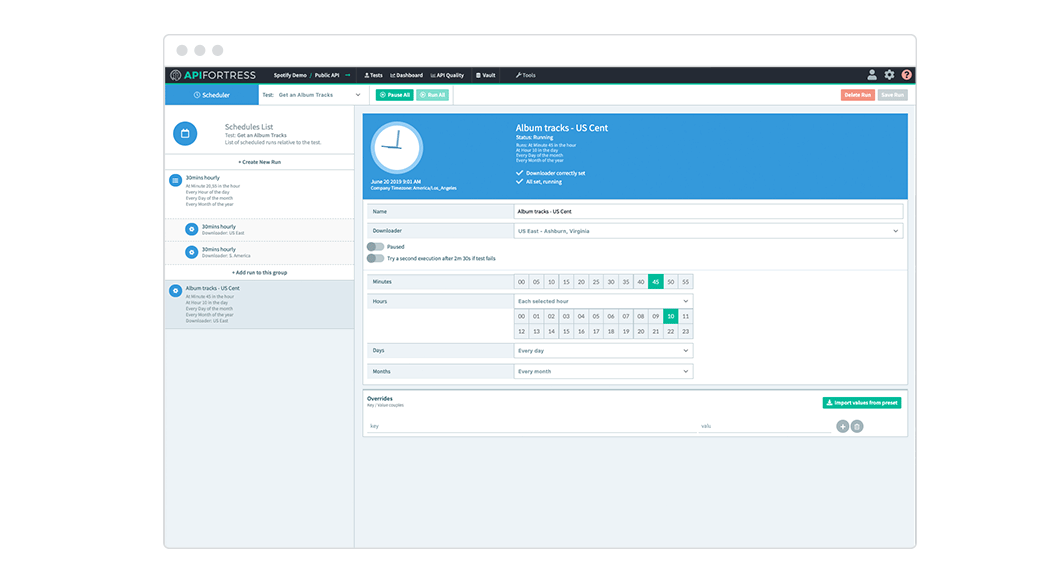 APIFORTRESS
Spotify Demo / Public API → Tests Dashboard API Quality Vault Tools
?
Scheduler
Test: Get an Album Tracks
Pause All
Run All
Delete Run
Save Run
Schedules List
Test: Get an Album Tracks
List of scheduled runs relative to the test.
+ Create New Run
30mins hourly
At Minute 10,55 in the hour
Every Hour of the day
Every Day of the month
Every Month of the year
30mins hourly
Downloader: US East
30mins hourly
Downloader: S. America
+ Add run to this group
Album tracks - US Cent
At Minute 45 in the hour
At Hour 10 in the day
Every Day of the month
Every Month of the year
Downloader: US East
June 20 2019 9:01 AM
Company Timezone: America/Los_Angeles
Album tracks - US Cent
Status: Running
Runs: At Minute 45 in the hour
At Hour 10 in the day
Every Day of the month
Every Month of the year
Downloader correctly set
All set, running
Name Album tracks - US Cent
Downloader US East - Ashburn, Virginia
Paused
Try a second execution after 2m 30s if test fails
Minutes 00 05 10 15 20 25 30 35 40 45 50 55
Hours Each selected hour
00 01 02 03 04 05 06 07 08 09 10 11
12 13 14 15 16 17 18 19 20 21 22 23
Days Every day
Months Every month
Overrides
Key / Value couples
Import values from preset
key valu